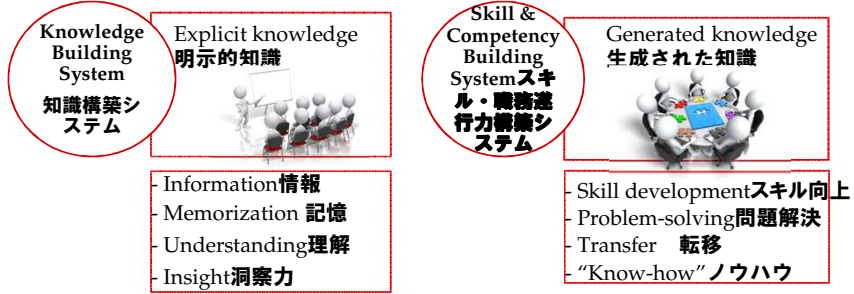 Knowledge
Building
System
知識構築シ
ステム
Explicit knowledge
明示的知識
- Information情報
- Memorization 記憶
- Understanding理解
- Insight洞察力
Skill &
Competency
Building
Systemスキ
ル・職務遂
行力構築シ
ステム
Generated knowledge
生成された知識
- Skill developmentスキル向上
- Problem-solving問題解決
- Transfer　転移
- “Know-how”ノウハウ